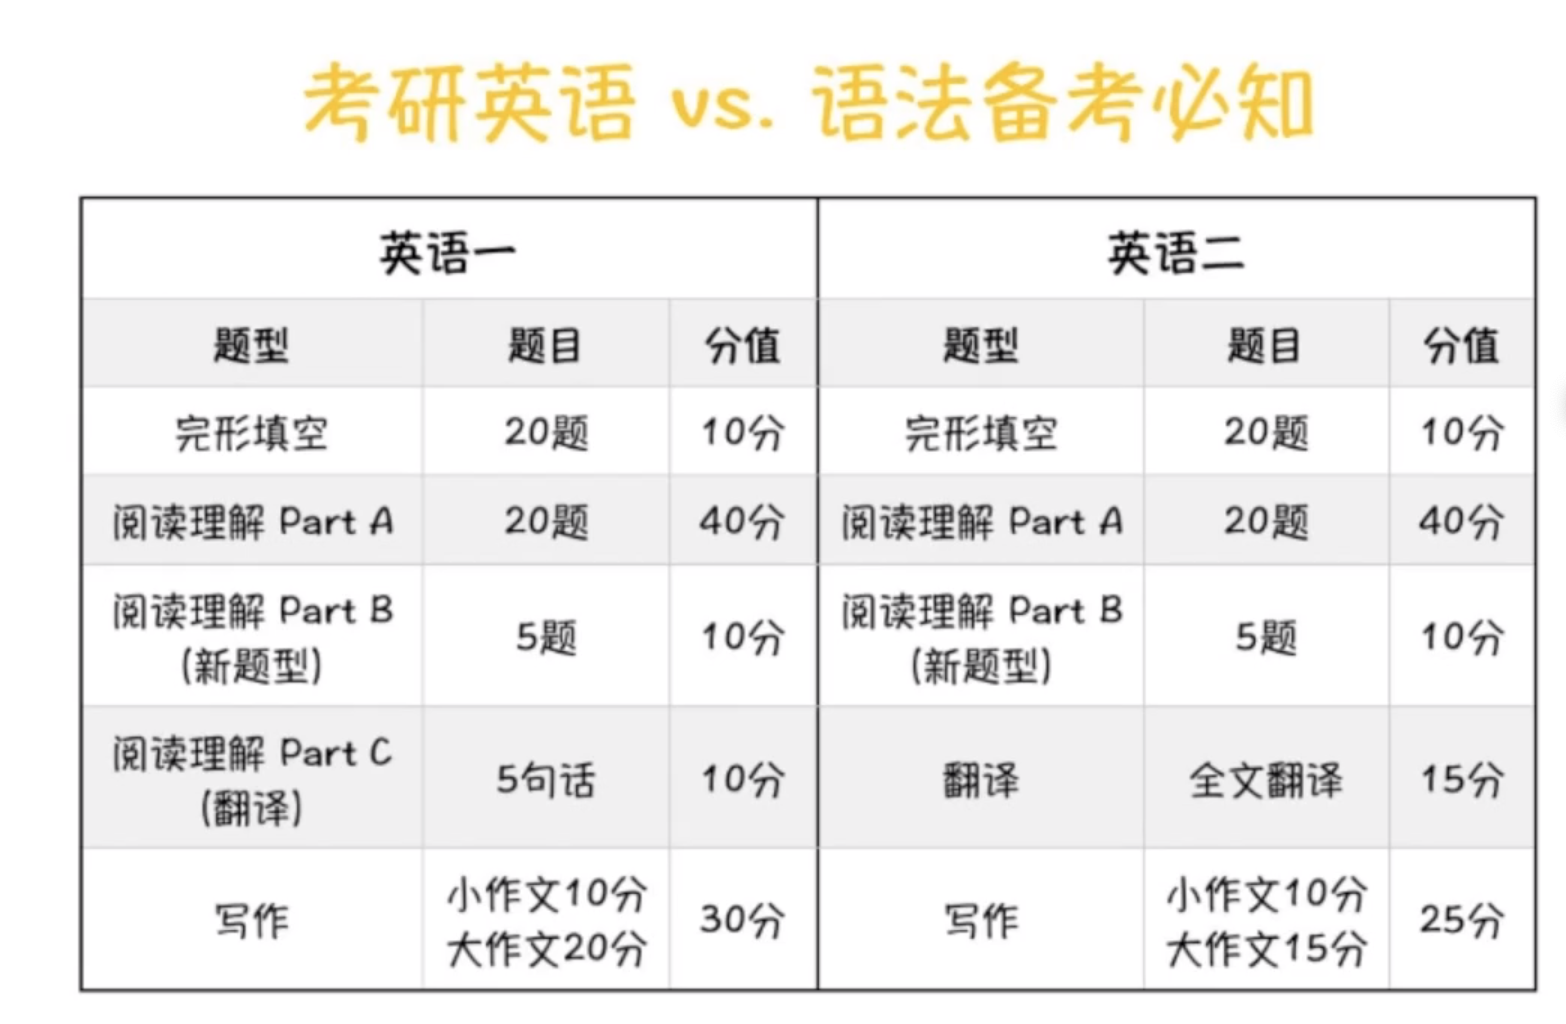 考研英语 vs. 语法备考必知
英语一 英语二
题型 题目 分值 题型 题目 分值
完形填空 20题 10分 完形填空 20题 10分
阅读理解 Part A 20题 40分 阅读理解 Part A 20题 40分
阅读理解 Part B
(新题型) 5题 10分 阅读理解 Part B
(新题型) 5题 10分
阅读理解 Part C
(翻译) 5句话 10分 翻译 全文翻译 15分
写作 小作文10分
大作文20分 30分 写作 小作文10分
大作文15分 25分